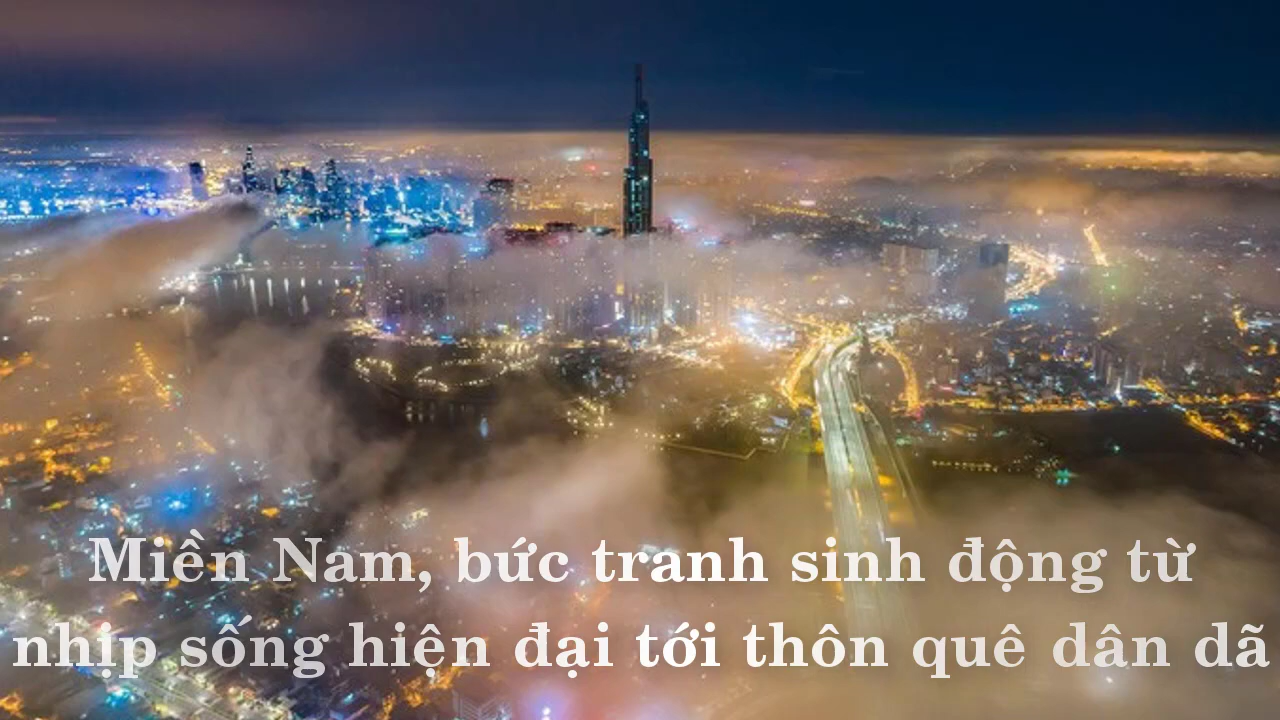 Miền Nam, bức tranh sinh động từ
nhịp sống hiện đại tới thôn quê dân dã